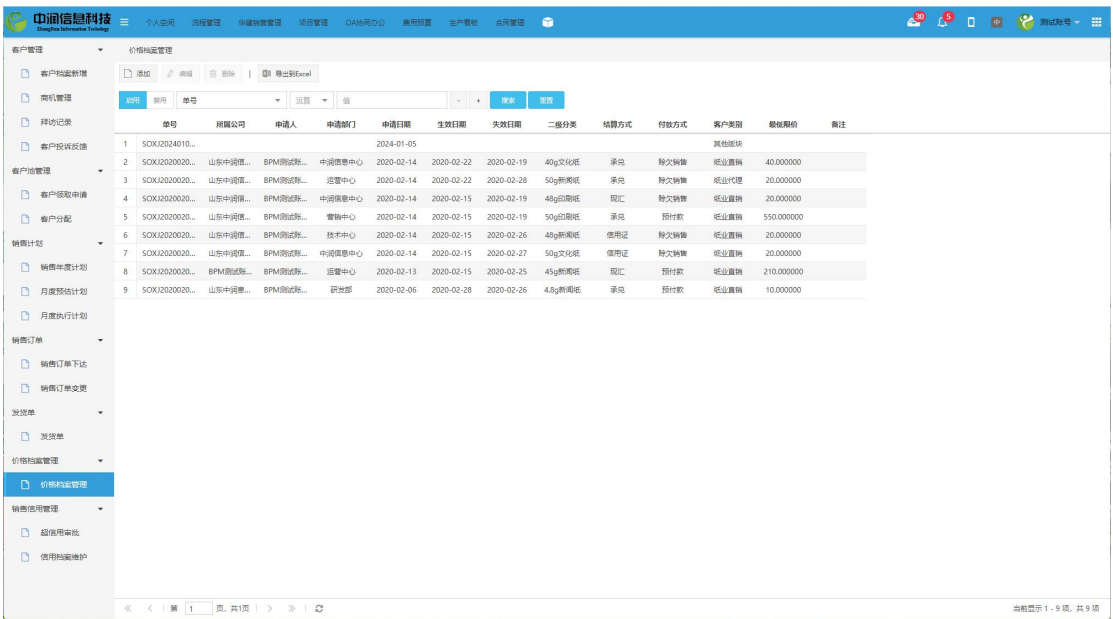 中润信息科技
ZhongRun Information Technology
个人空间 流程管理 华建销售管理 项目管理 OA协同办公 费用预算 生产看板 合同管理
30 5 中 测试账号
客户管理
客户档案新增
商机管理
拜访记录
客户投诉反馈
客户池管理
客户领取申请
客户分配
销售计划
销售年度计划
月度预估计划
月度执行计划
销售订单
销售订单下达
销售订单变更
发货单
发货单
价格档案管理
价格档案管理
销售信用管理
超信用审批
信用档案维护
价格档案管理
添加 编辑 删除 | 导出到Excel
启用 禁用 单号 运算 值 - + 搜索 重置
单号 所属公司 申请人 申请部门 申请日期 生效日期 失效日期 二级分类 结算方式 付款方式 客户类别 最低限价 备注
1 SOXJ2024010... 2024-01-05 其他版块
2 SOXJ2020020... 山东中润信... BPM测试账... 中润信息中心 2020-02-14 2020-02-22 2020-02-19 40g文化纸 承兑 赊欠销售 纸业直销 40.000000
3 SOXJ2020020... 山东中润信... BPM测试账... 运营中心 2020-02-14 2020-02-22 2020-02-28 50g新闻纸 承兑 赊欠销售 纸业代理 20.000000
4 SOXJ2020020... 山东中润信... BPM测试账... 中润信息中心 2020-02-14 2020-02-15 2020-02-19 48g印刷纸 现汇 赊欠销售 纸业直销 20.000000
5 SOXJ2020020... 山东中润信... BPM测试账... 营销中心 2020-02-14 2020-02-15 2020-02-19 50g印刷纸 承兑 预付款 纸业直销 550.000000
6 SOXJ2020020... 山东中润信... BPM测试账... 技术中心 2020-02-14 2020-02-15 2020-02-26 48g新闻纸 信用证 赊欠销售 纸业直销 20.000000
7 SOXJ2020020... 山东中润信... BPM测试账... 中润信息中心 2020-02-14 2020-02-15 2020-02-27 50g文化纸 信用证 赊欠销售 纸业直销 20.000000
8 SOXJ2020020... BPM测试账... BPM测试账... 运营中心 2020-02-13 2020-02-15 2020-02-25 45g新闻纸 现汇 预付款 纸业直销 210.000000
9 SOXJ2020020... 山东中润信... BPM测试账... 研发部 2020-02-06 2020-02-28 2020-02-26 4.8g新闻纸 承兑 预付款 纸业直销 10.000000
第 1 页, 共1页
当前显示 1 - 9 项, 共 9 项